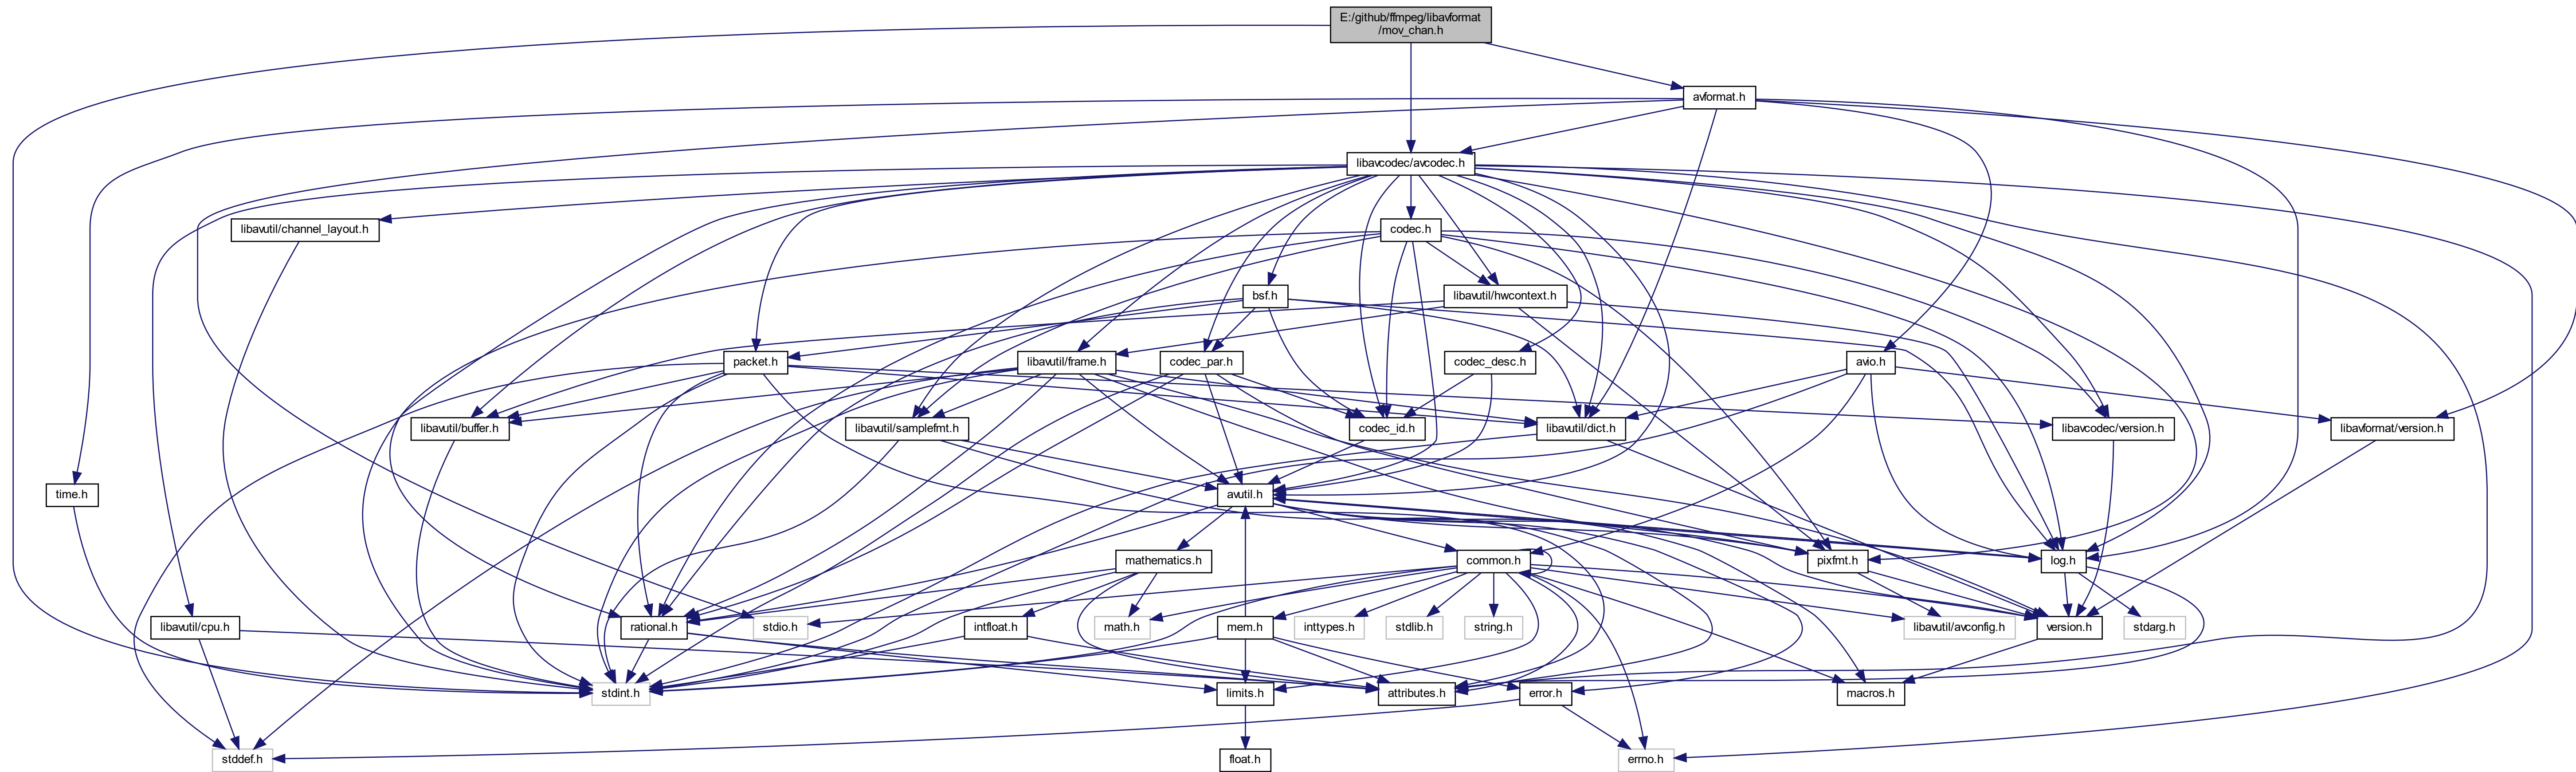 E:/github/ffmpeg/libavformat
/mov_chan.h
avformat.h
libavcodec/avcodec.h
libavutil/channel_layout.h
codec.h
bsf.h
libavutil/hwcontext.h
packet.h
libavutil/frame.h
codec_par.h
codec_desc.h
avio.h
libavutil/buffer.h
libavutil/samplefmt.h
codec_id.h
libavutil/dict.h
libavcodec/version.h
libavformat/version.h
time.h
avutil.h
mathematics.h
common.h
pixfmt.h
log.h
libavutil/cpu.h
rational.h
stdio.h
intfloat.h
math.h
mem.h
inttypes.h
stdlib.h
string.h
libavutil/avconfig.h
version.h
stdarg.h
stdint.h
limits.h
attributes.h
error.h
macros.h
stddef.h
float.h
errno.h